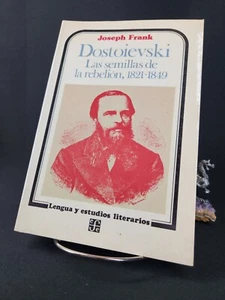 Joseph Frank
Dostoievski
Las semillas de
la rebelión, 1821-1849
Lengua y estudios literarios